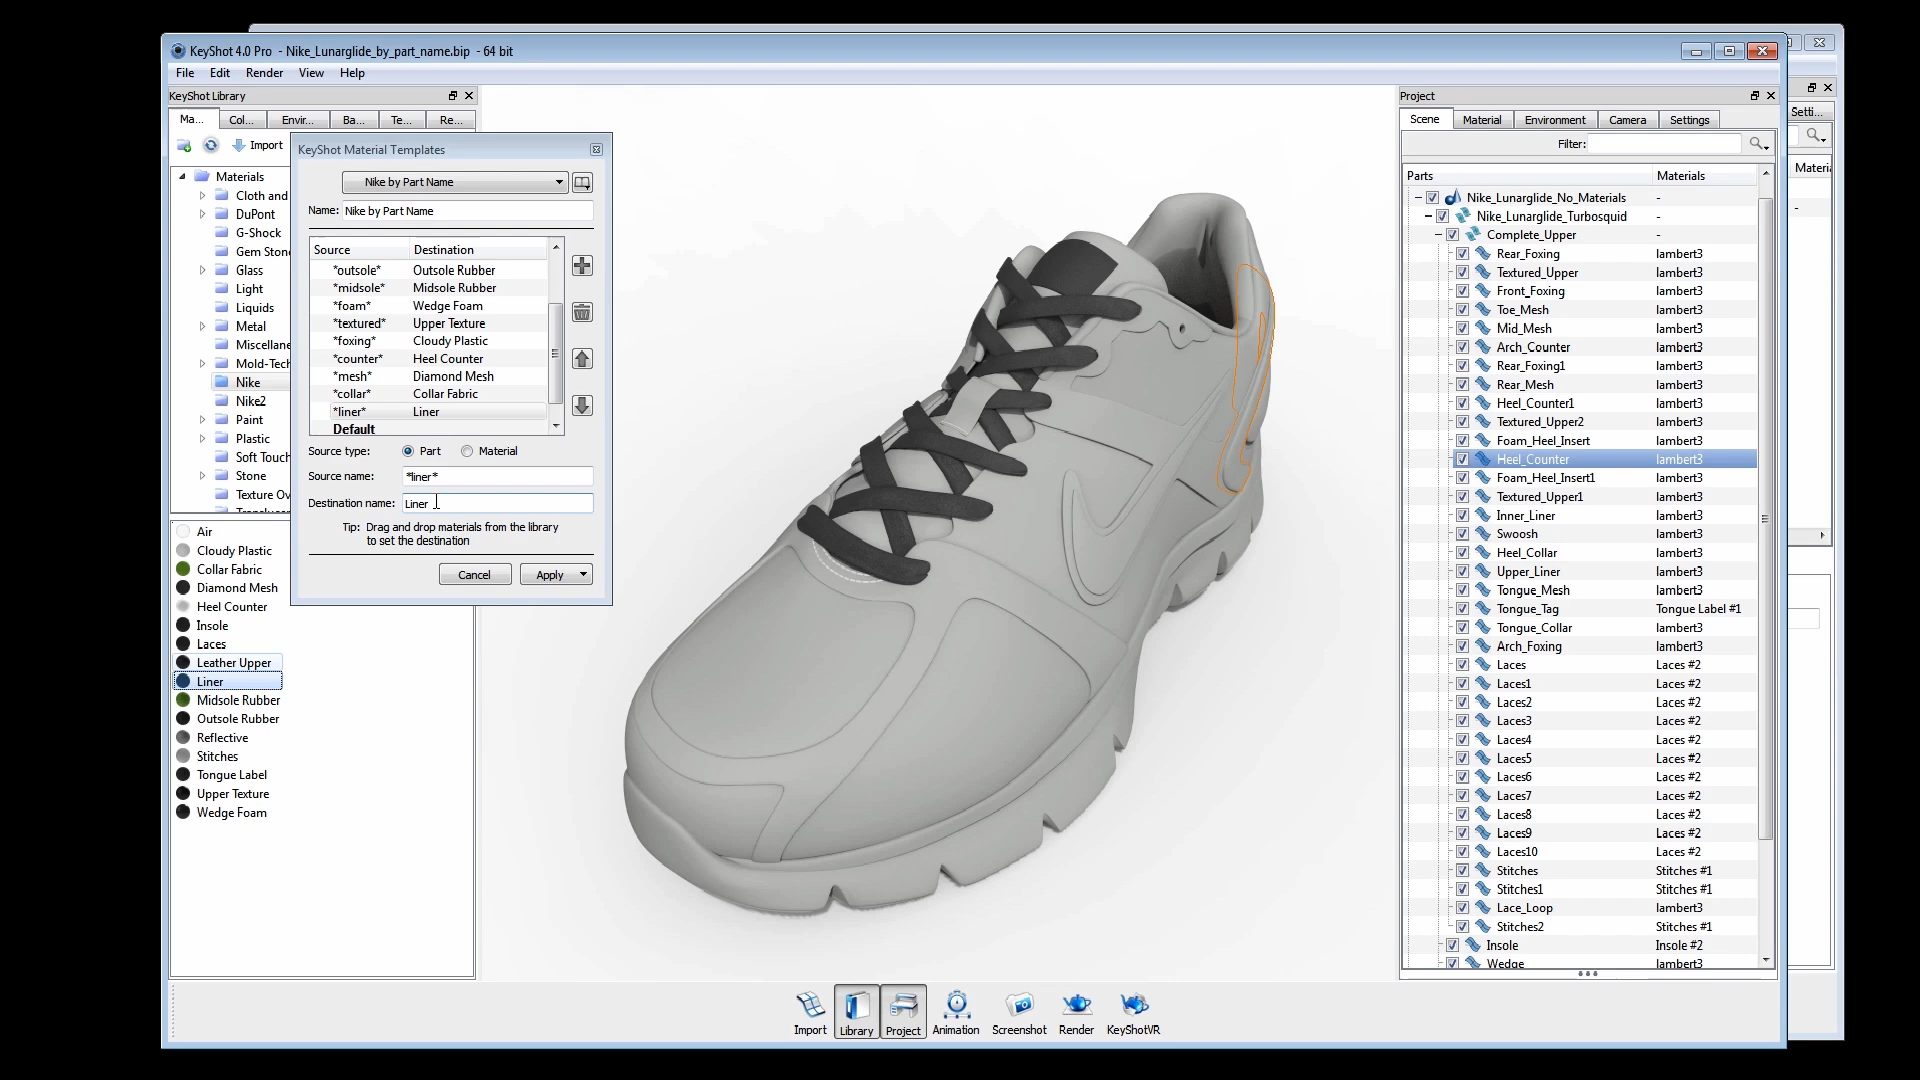 KeyShot 4.0 Pro - Nike_Lunarglide_by_part_name.bip - 64 bit
File Edit Render View Help
KeyShot Library
Ma... Col... Envir... Ba... Te... Re...
Import
Materials
Cloth and
DuPont
G-Shock
Gem Stone
Glass
Light
Liquids
Metal
Miscellane
Mold-Tech
Nike
Nike2
Paint
Plastic
Soft Touch
Stone
Texture Ov
Air
Cloudy Plastic
Collar Fabric
Diamond Mesh
Heel Counter
Insole
Laces
Leather Upper
Liner
Midsole Rubber
Outsole Rubber
Reflective
Stitches
Tongue Label
Upper Texture
Wedge Foam
KeyShot Material Templates
Nike by Part Name
Name: Nike by Part Name
Source Destination
*outsole* Outsole Rubber
*midsole* Midsole Rubber
*foam* Wedge Foam
*textured* Upper Texture
*foxing* Cloudy Plastic
*counter* Heel Counter
*mesh* Diamond Mesh
*collar* Collar Fabric
*liner* Liner
Default
Source type: Part Material
Source name: *liner*
Destination name: Liner
Tip: Drag and drop materials from the library
to set the destination
Cancel Apply
Project
Scene Material Environment Camera Settings
Filter:
Parts Materials
Nike_Lunarglide_No_Materials -
Nike_Lunarglide_Turbosquid -
Complete_Upper -
Rear_Foxing lambert3
Textured_Upper lambert3
Front_Foxing lambert3
Toe_Mesh lambert3
Mid_Mesh lambert3
Arch_Counter lambert3
Rear_Foxing1 lambert3
Rear_Mesh lambert3
Heel_Counter1 lambert3
Textured_Upper2 lambert3
Foam_Heel_Insert lambert3
Heel_Counter lambert3
Foam_Heel_Insert1 lambert3
Textured_Upper1 lambert3
Inner_Liner lambert3
Swoosh lambert3
Heel_Collar lambert3
Upper_Liner lambert3
Tongue_Mesh lambert3
Tongue_Tag Tongue Label #1
Tongue_Collar lambert3
Arch_Foxing lambert3
Laces Laces #2
Laces1 Laces #2
Laces2 Laces #2
Laces3 Laces #2
Laces4 Laces #2
Laces5 Laces #2
Laces6 Laces #2
Laces7 Laces #2
Laces8 Laces #2
Laces9 Laces #2
Laces10 Laces #2
Stitches Stitches #1
Stitches1 Stitches #1
Lace_Loop lambert3
Stitches2 Stitches #1
Insole Insole #2
Wedge lambert3
Setti...
Materia
-
Import Library Project Animation Screenshot Render KeyShotVR